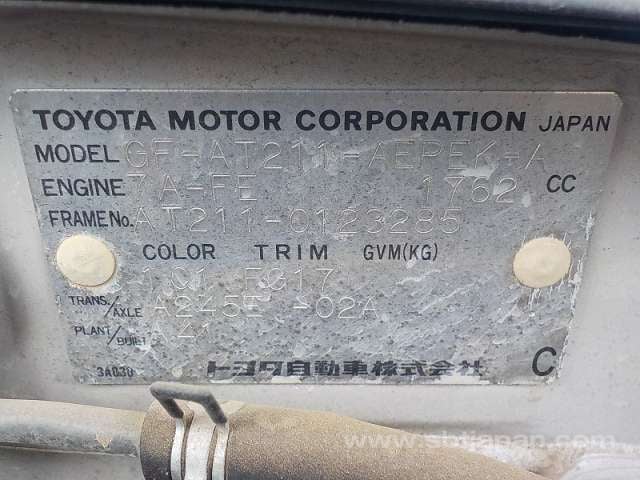 TOYOTA MOTOR CORPORATION JAPAN
MODEL GF-AT211-AEPEK-A
ENGINE 7A-FE 1762 CC
FRAME No. AT211-0123285
COLOR TRIM GVM(KG)
1C1 FG17
TRANS./AXLE A245E -02A
PLANT/BUILT
3A030 トヨタ自動車株式会社 C
www.sbtjapan.com